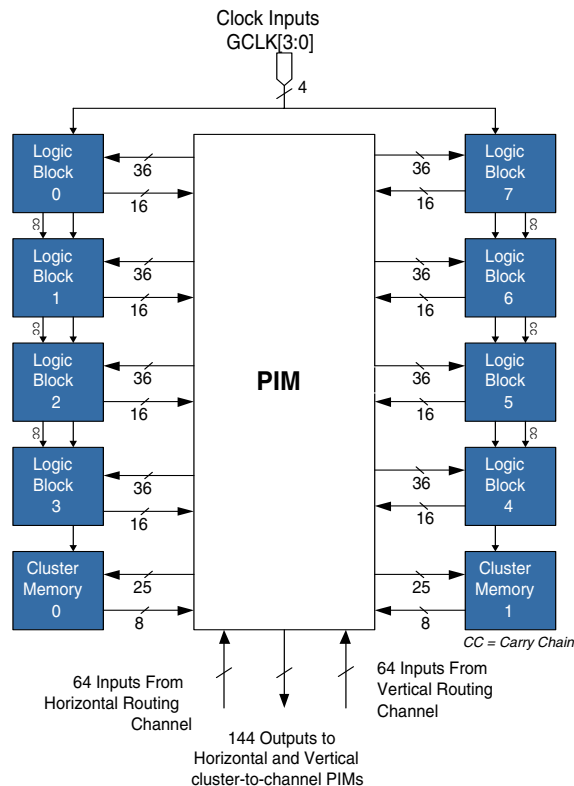 Clock Inputs
GCLK[3:0]
4
Logic
Block
0
36
16
36
16
Logic
Block
7
CC
CC
Logic
Block
1
36
16
36
16
Logic
Block
6
CC
CC
Logic
Block
2
36
16
PIM
36
16
Logic
Block
5
CC
CC
Logic
Block
3
36
16
36
16
Logic
Block
4
Cluster
Memory
0
25
8
25
8
Cluster
Memory
1
CC = Carry Chain
64 Inputs From
Horizontal Routing
Channel
64 Inputs From
Vertical Routing
Channel
144 Outputs to
Horizontal and Vertical
cluster-to-channel PIMs